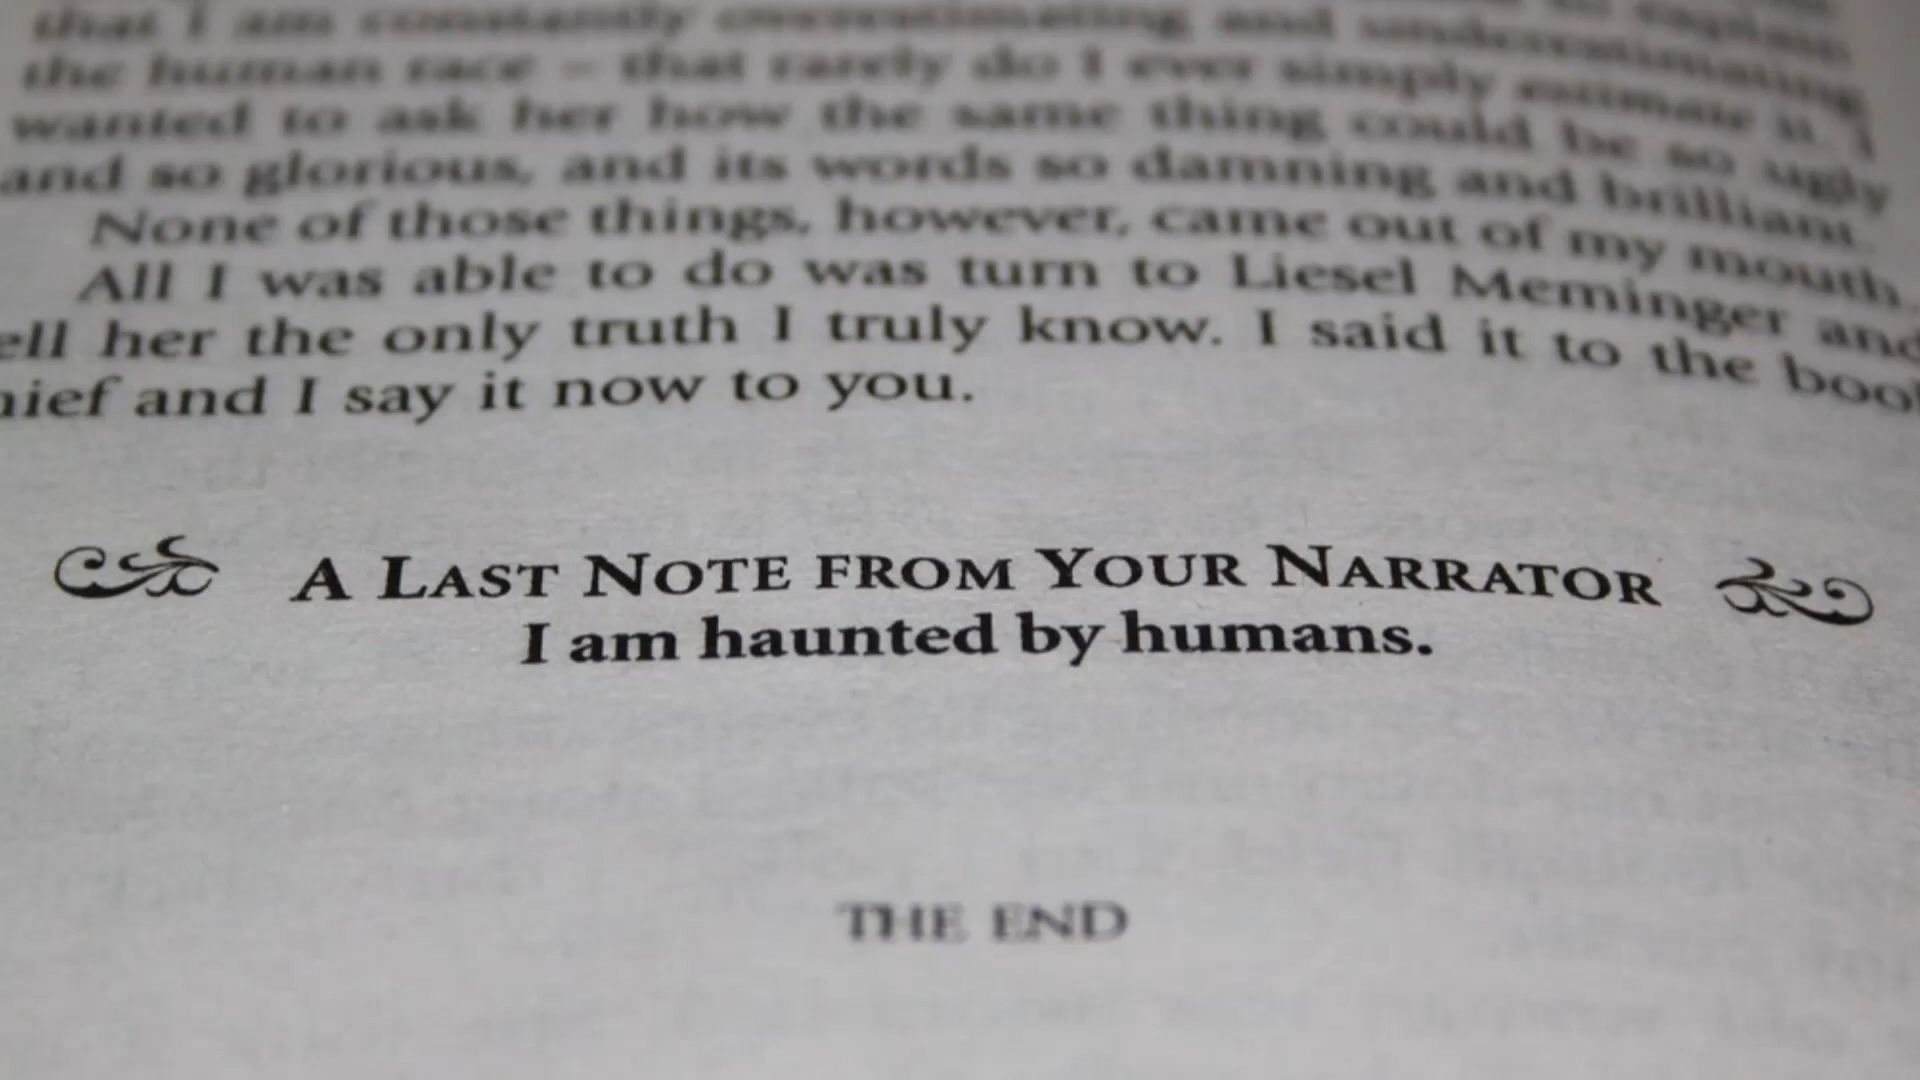 that I am constantly overestimating and underestimating
the human race – that rarely do I ever simply estimate it. I
wanted to ask her how the same thing could be so ugly
and so glorious, and its words so damning and brilliant.
None of those things, however, came out of my mouth.
All I was able to do was turn to Liesel Meminger and
ell her the only truth I truly know. I said it to the boo
hief and I say it now to you.
A LAST NOTE FROM YOUR NARRATOR
I am haunted by humans.
THE END